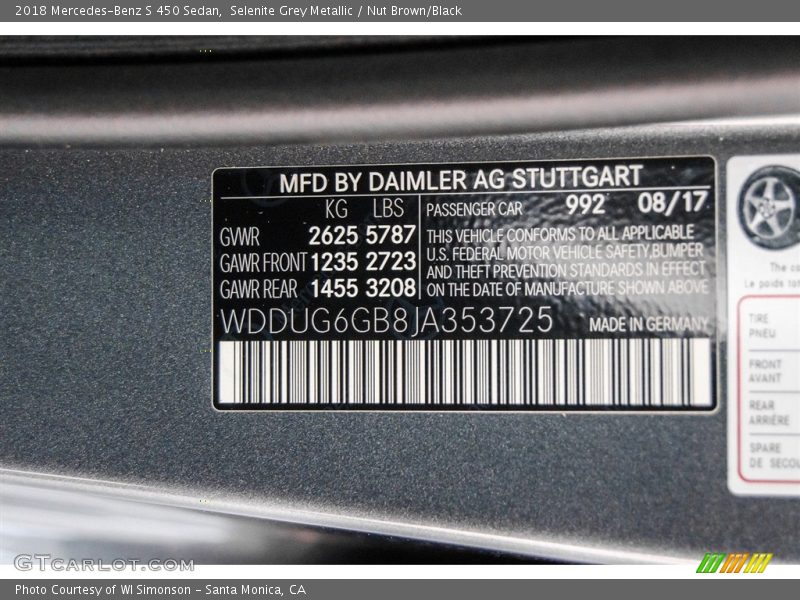 2018 Mercedes-Benz S 450 Sedan,  Selenite Grey Metallic / Nut Brown/Black
MFD BY DAIMLER AG STUTTGART
KG LBS
GVWR 2625 5787
GAWR FRONT 1235 2723
GAWR REAR 1455 3208
PASSENGER CAR 992 08/17
THIS VEHICLE CONFORMS TO ALL APPLICABLE
U.S. FEDERAL MOTOR VEHICLE SAFETY,BUMPER
AND THEFT PREVENTION STANDARDS IN EFFECT
ON THE DATE OF MANUFACTURE SHOWN ABOVE
WDDUG6GB8JA353725 MADE IN GERMANY
The
Le poids
TIRE
PNEU
FRONT
AVANT
REAR
ARRIÈRE
SPARE
DE
GTCARLOT.COM
Photo Courtesy of WI Simonson - Santa Monica, CA